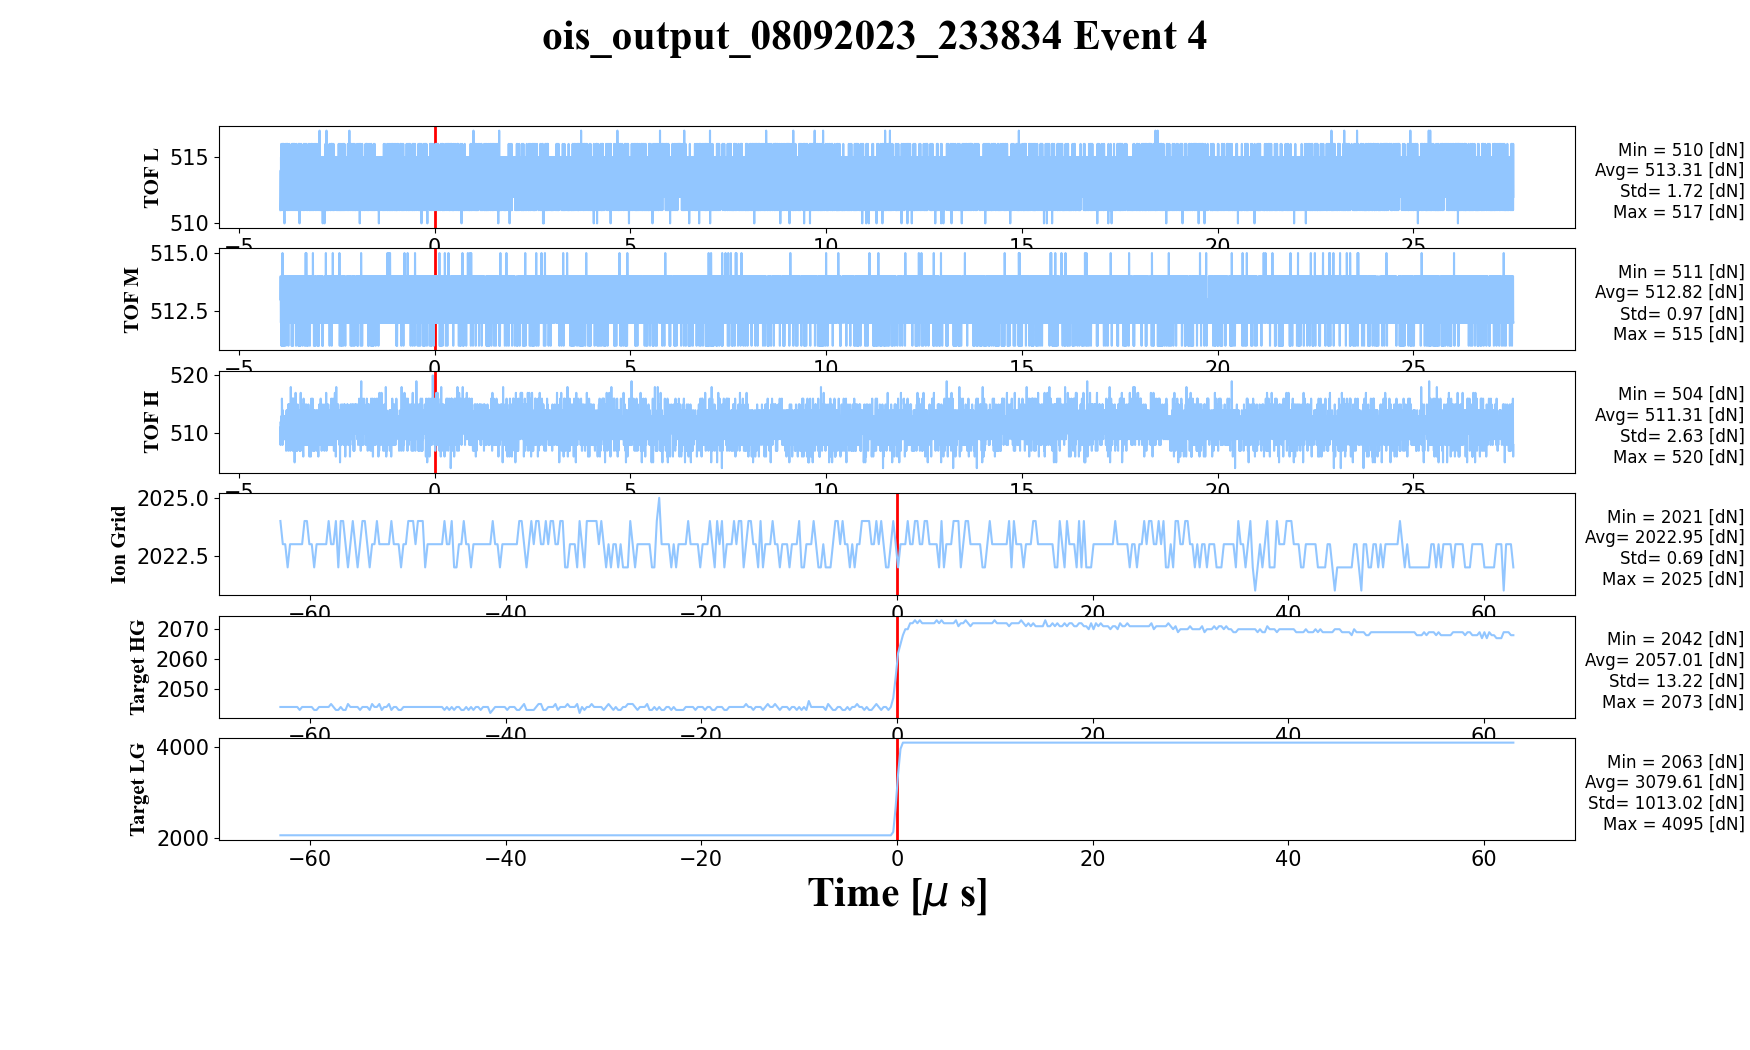 ois_output_08092023_233834 Event 4
TOF L
515
510
Min = 510 [dN]
Avg= 513.31 [dN]
Std= 1.72 [dN]
Max = 517 [dN]
−5 0 5 10 15 20 25
TOF M
515.0
512.5
Min = 511 [dN]
Avg= 512.82 [dN]
Std= 0.97 [dN]
Max = 515 [dN]
−5 0 5 10 15 20 25
TOF H
520
510
Min = 504 [dN]
Avg= 511.31 [dN]
Std= 2.63 [dN]
Max = 520 [dN]
−5 0 5 10 15 20 25
Ion Grid
2025.0
2022.5
Min = 2021 [dN]
Avg= 2022.95 [dN]
Std= 0.69 [dN]
Max = 2025 [dN]
−60 −40 −20 0 20 40 60
Target HG
2070
2060
2050
Min = 2042 [dN]
Avg= 2057.01 [dN]
Std= 13.22 [dN]
Max = 2073 [dN]
−60 −40 −20 0 20 40 60
Target LG
4000
2000
Min = 2063 [dN]
Avg= 3079.61 [dN]
Std= 1013.02 [dN]
Max = 4095 [dN]
−60 −40 −20 0 20 40 60
Time [μ s]